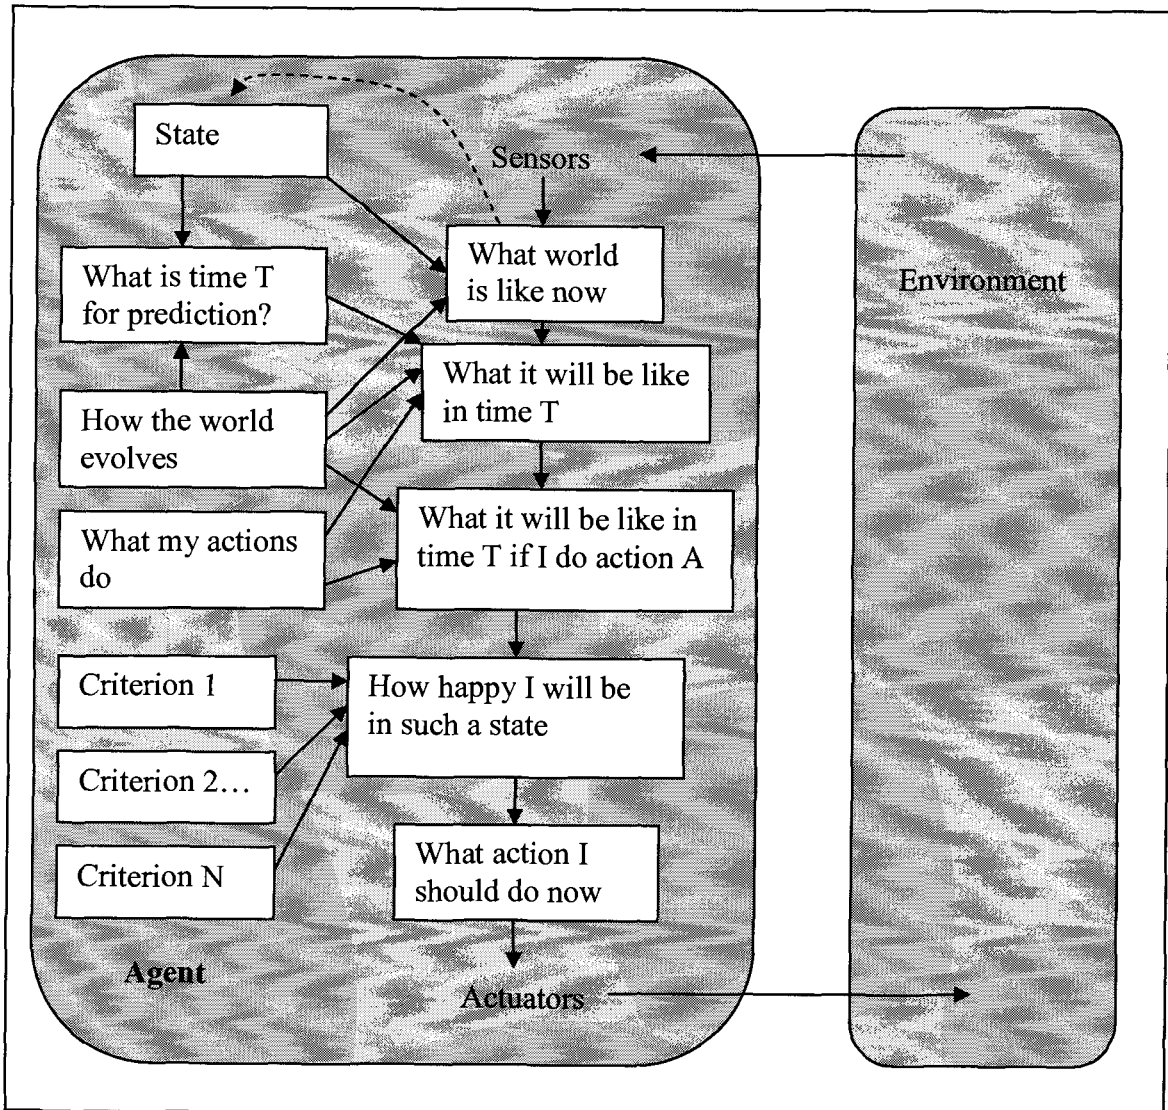 State
Sensors
What world
is like now
What is time T
for prediction?
Environment
What it will be like
in time T
How the world
evolves
What it will be like in
time T if I do action A
What my actions
do
Criterion 1
How happy I will be
in such a state
Criterion 2…
What action I
should do now
Criterion N
Agent
Actuators